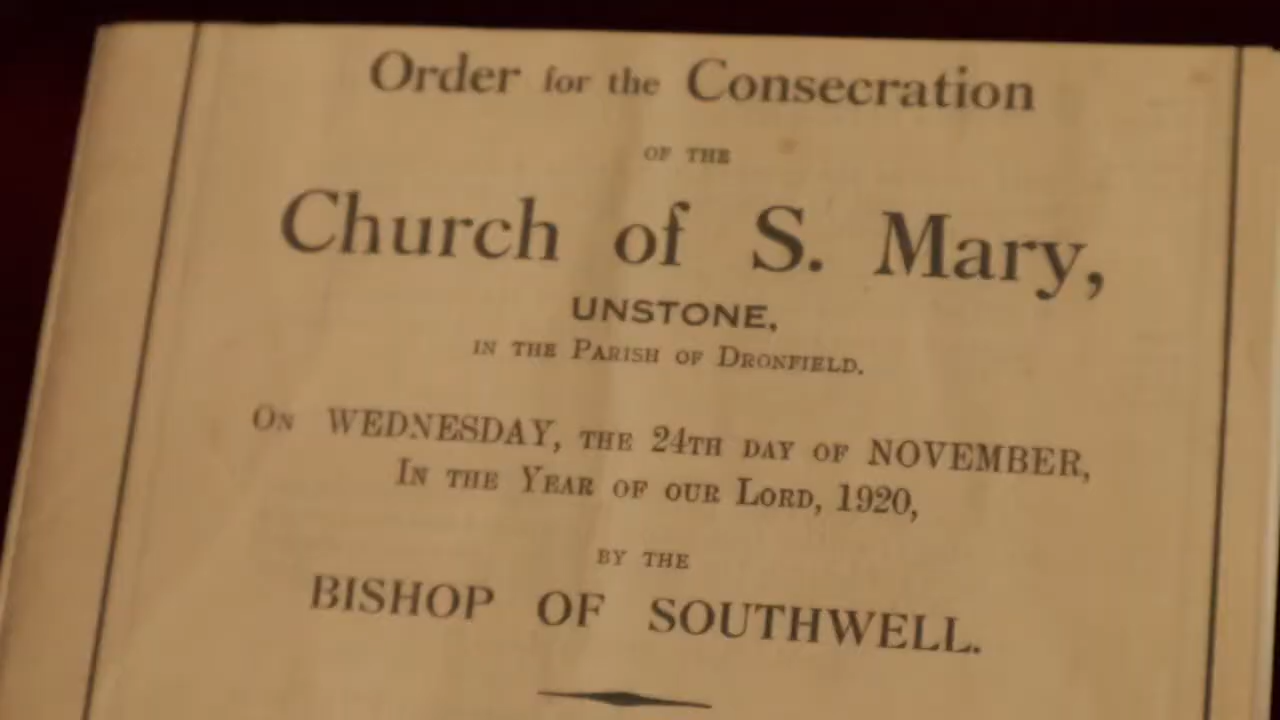 Order for the Consecration
OF THE
Church of S. Mary,
UNSTONE,
IN THE PARISH OF DRONFIELD.
ON WEDNESDAY, THE 24TH DAY OF NOVEMBER,
IN THE YEAR OF OUR LORD, 1920,
BY THE
BISHOP OF SOUTHWELL.